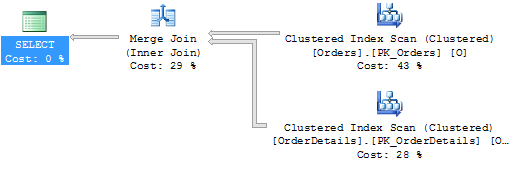 SELECT
Cost: 0 %
Merge Join
(Inner Join)
Cost: 29 %
Clustered Index Scan (Clustered)
[Orders].[PK_Orders] [O]
Cost: 43 %
Clustered Index Scan (Clustered)
[OrderDetails].[PK_OrderDetails] [O…
Cost: 28 %